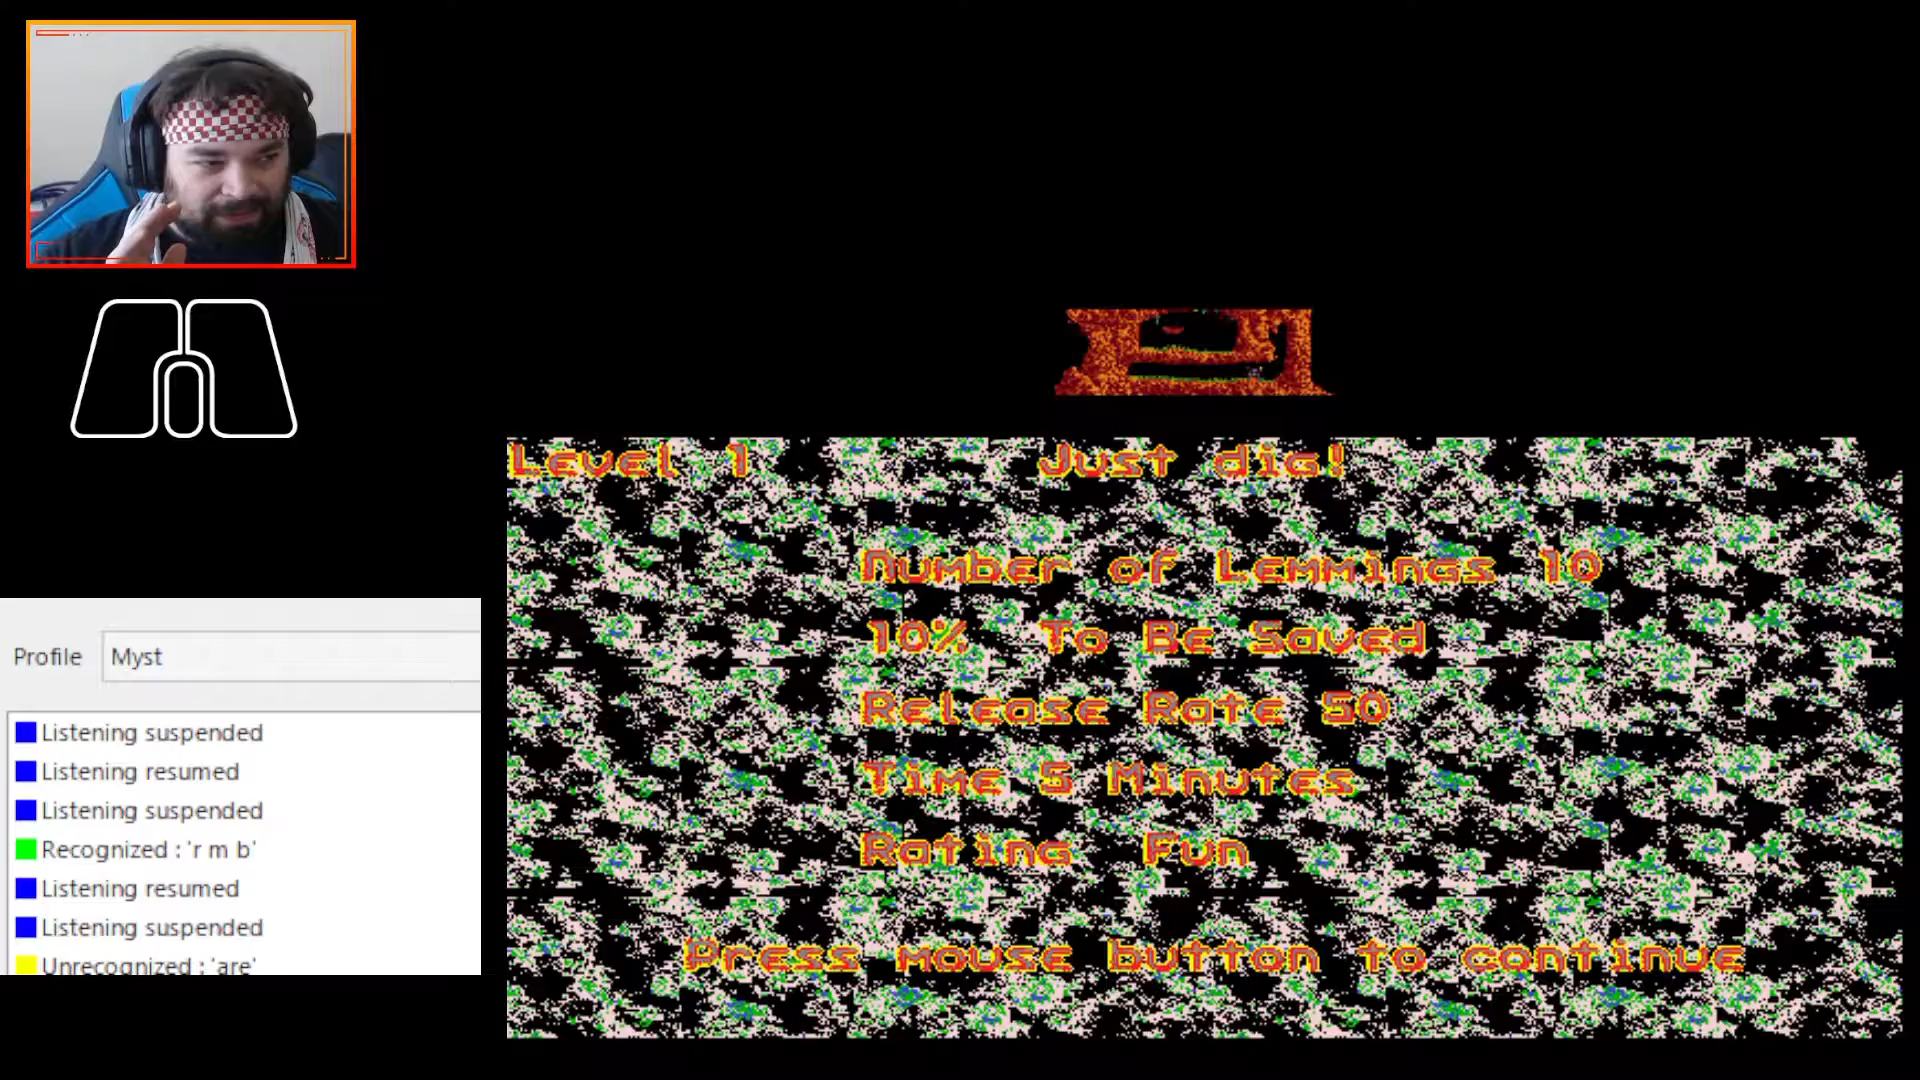 Profile Myst
Listening suspended
Listening resumed
Listening suspended
Recognized : 'r m b'
Listening resumed
Listening suspended
Unrecognized : 'are'
Level 1 Just dig!
Number of Lemmings 10
10% To Be Saved
Release Rate 50
Time 5 Minutes
Rating Fun
Press mouse button to continue